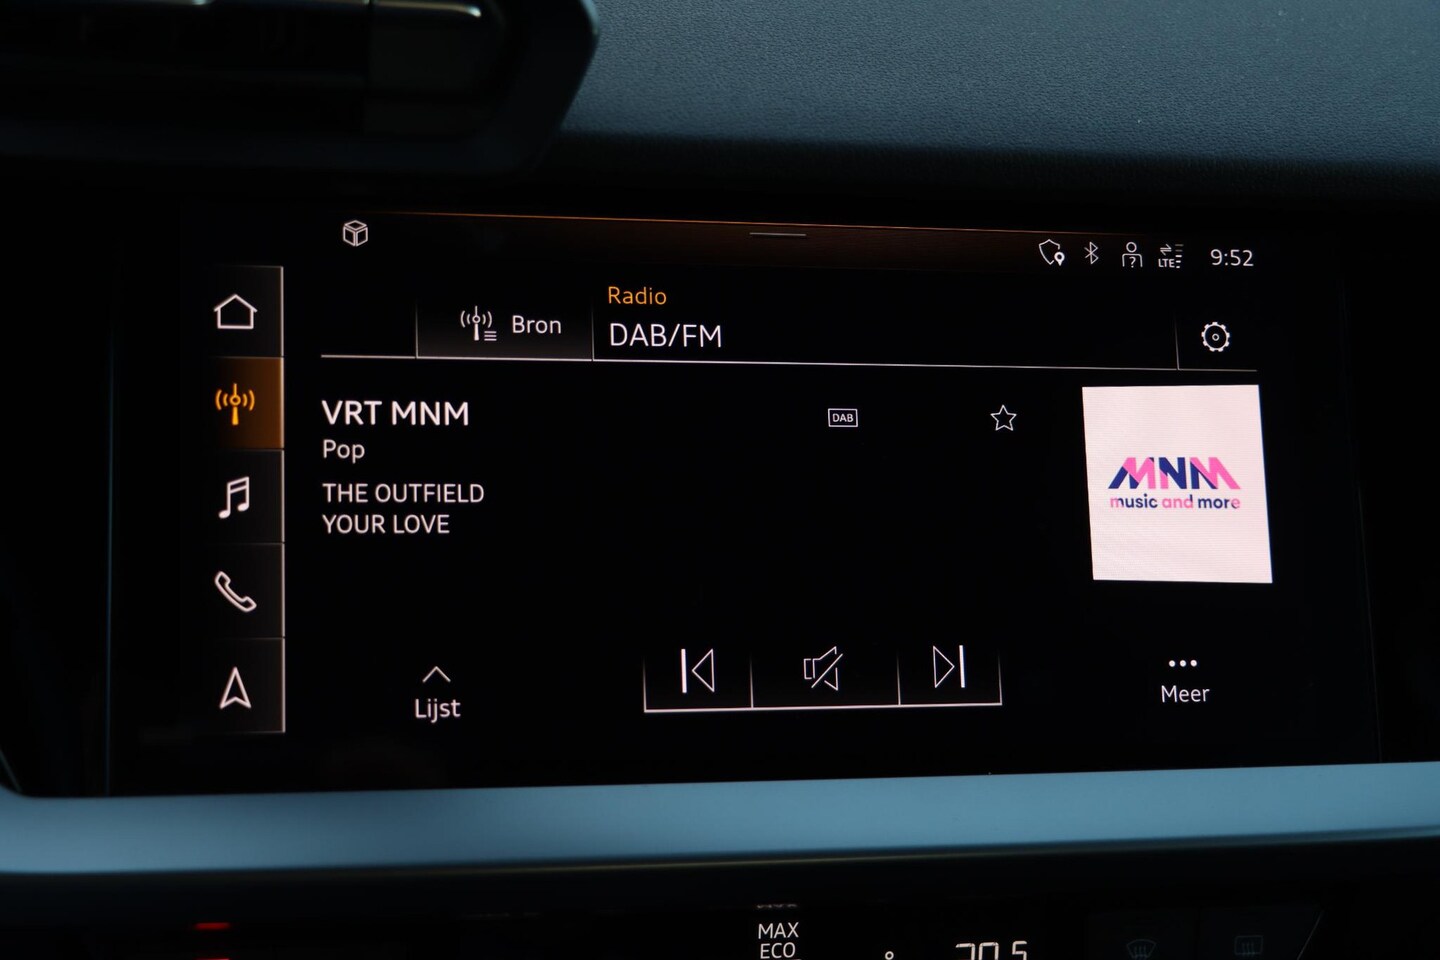 LTE
9:52
Bron
Radio
DAB/FM
VRT MNM
DAB
Pop
THE OUTFIELD
YOUR LOVE
MNM
music and more
Lijst
Meer
MAX
ECO